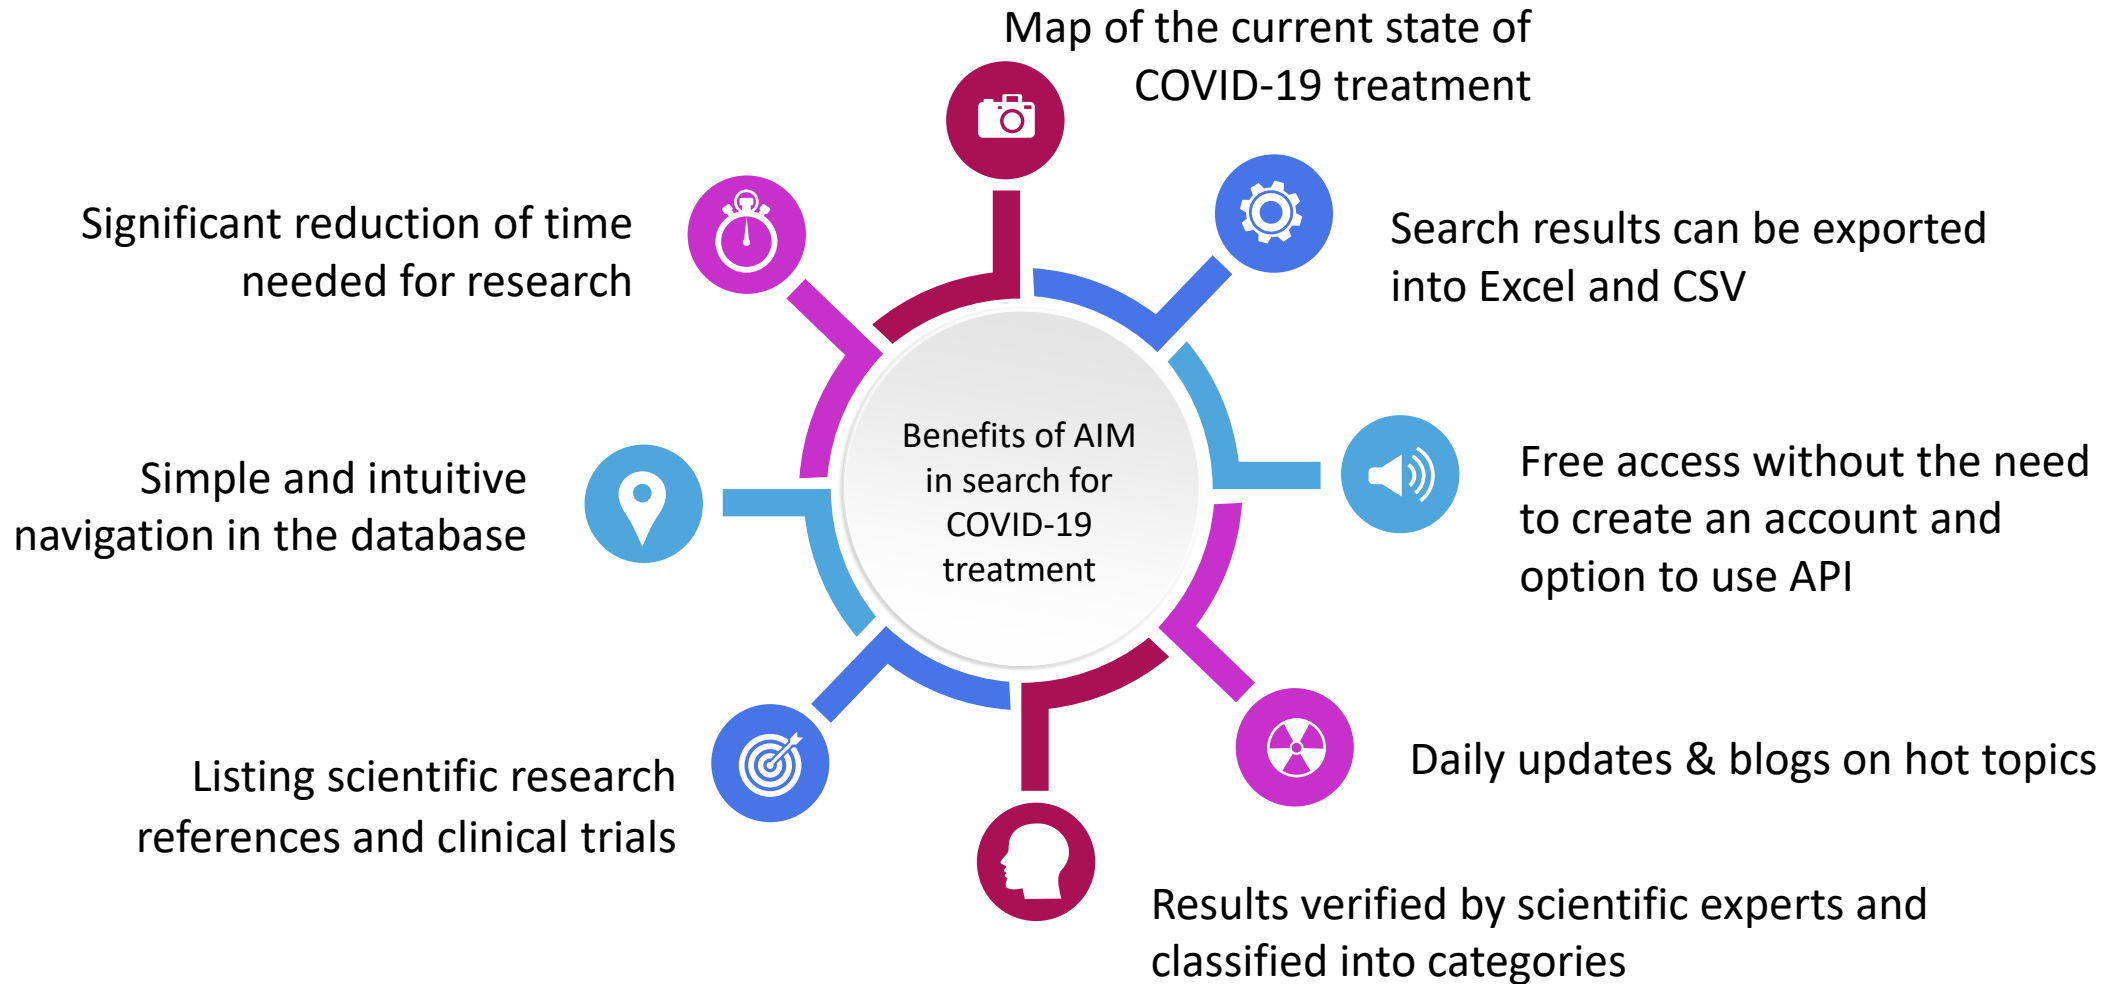 Map of the current state of
COVID-19 treatment
Search results can be exported
into Excel and CSV
Free access without the need
to create an account and
option to use API
Daily updates & blogs on hot topics
Results verified by scientific experts and
classified into categories
Listing scientific research
references and clinical trials
Simple and intuitive
navigation in the database
Significant reduction of time
needed for research
Benefits of AIM
in search for
COVID-19
treatment